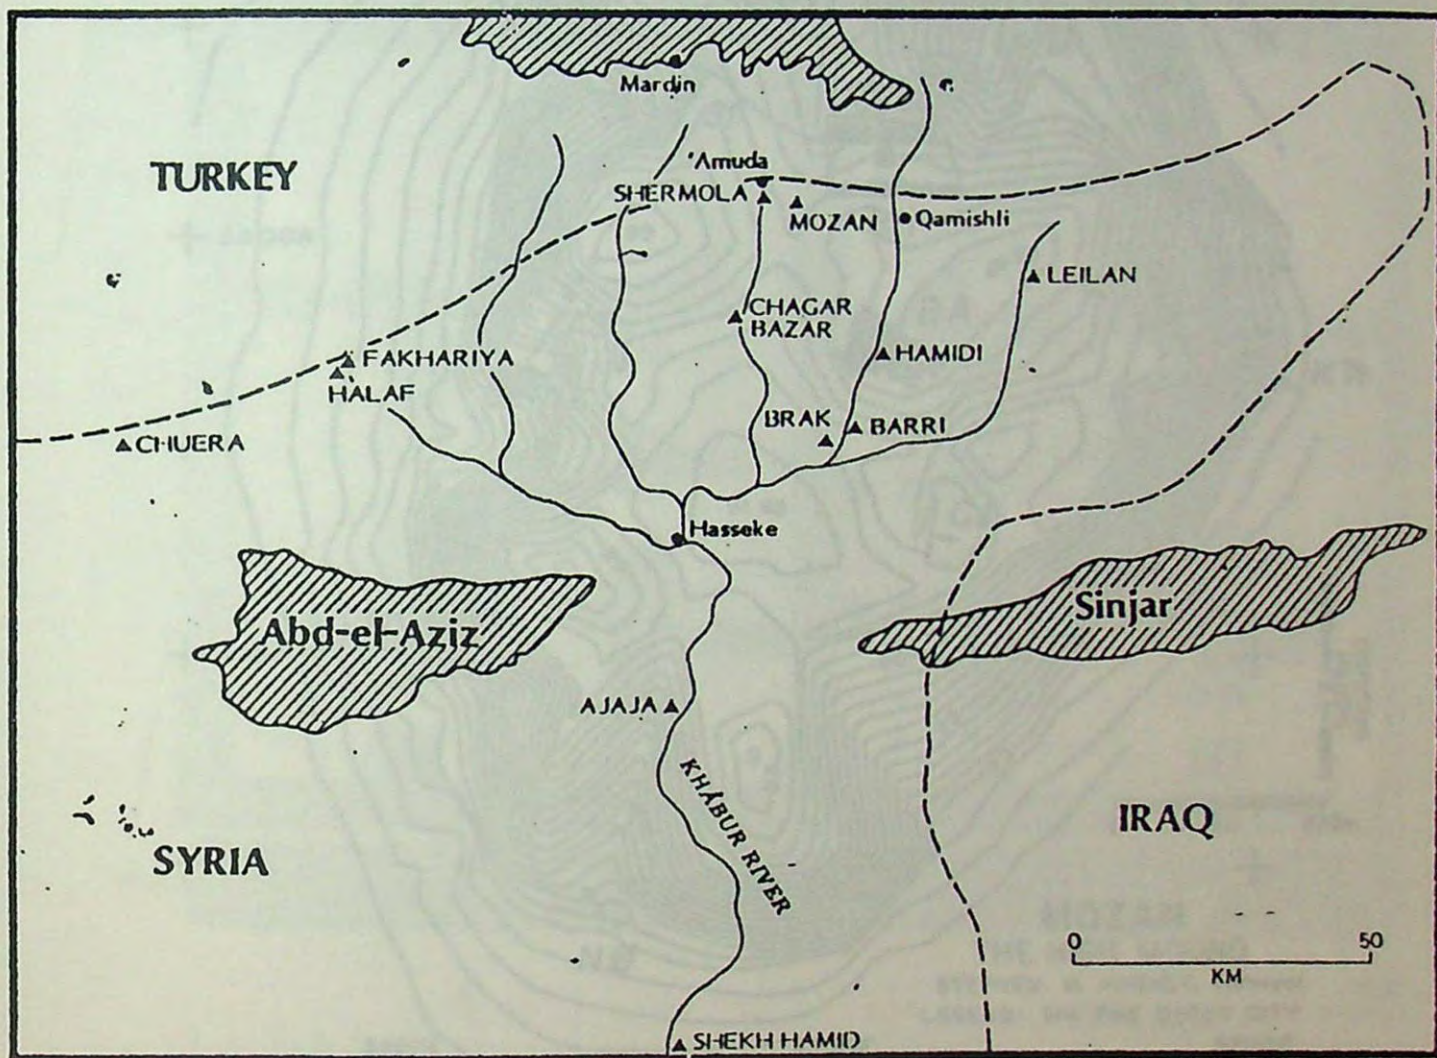 Mardin
TURKEY
'Amuda
SHERMOLA
MOZAN
Qamishli
LEILAN
CHAGAR
BAZAR
FAKHARIYA
HALAF
HAMIDI
CHUERA
BRAK
BARRI
Hasseke
Abd-el-Aziz
Sinjar
AJAJA
KHABUR RIVER
IRAQ
SYRIA
0 50
KM
SHEKH HAMID